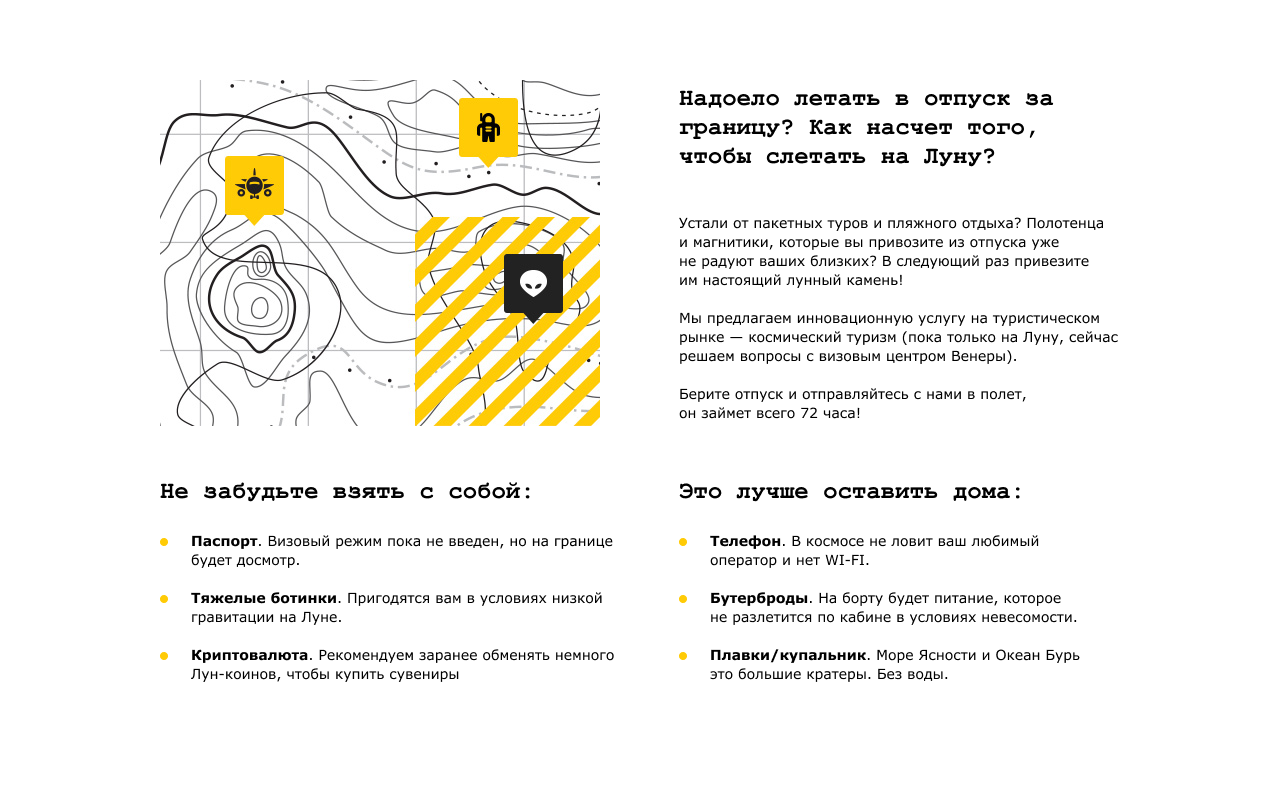 Надоело летать в отпуск за
границу? Как насчет того,
чтобы слетать на Луну?
Устали от пакетных туров и пляжного отдыха? Полотенца
и магнитики, которые вы привозите из отпуска уже
не радуют ваших близких? В следующий раз привезите
им настоящий лунный камень!
Мы предлагаем инновационную услугу на туристическом
рынке — космический туризм (пока только на Луну, сейчас
решаем вопросы с визовым центром Венеры).
Берите отпуск и отправляйтесь с нами в полет,
он займет всего 72 часа!
Не забудьте взять с собой:
Паспорт. Визовый режим пока не введен, но на границе
будет досмотр.
Тяжелые ботинки. Пригодятся вам в условиях низкой
гравитации на Луне.
Криптовалюта. Рекомендуем заранее обменять немного
Лун-коинов, чтобы купить сувениры
Это лучше оставить дома:
Телефон. В космосе не ловит ваш любимый
оператор и нет WI-FI.
Бутерброды. На борту будет питание, которое
не разлетится по кабине в условиях невесомости.
Плавки/купальник. Море Ясности и Океан Бурь
это большие кратеры. Без воды.